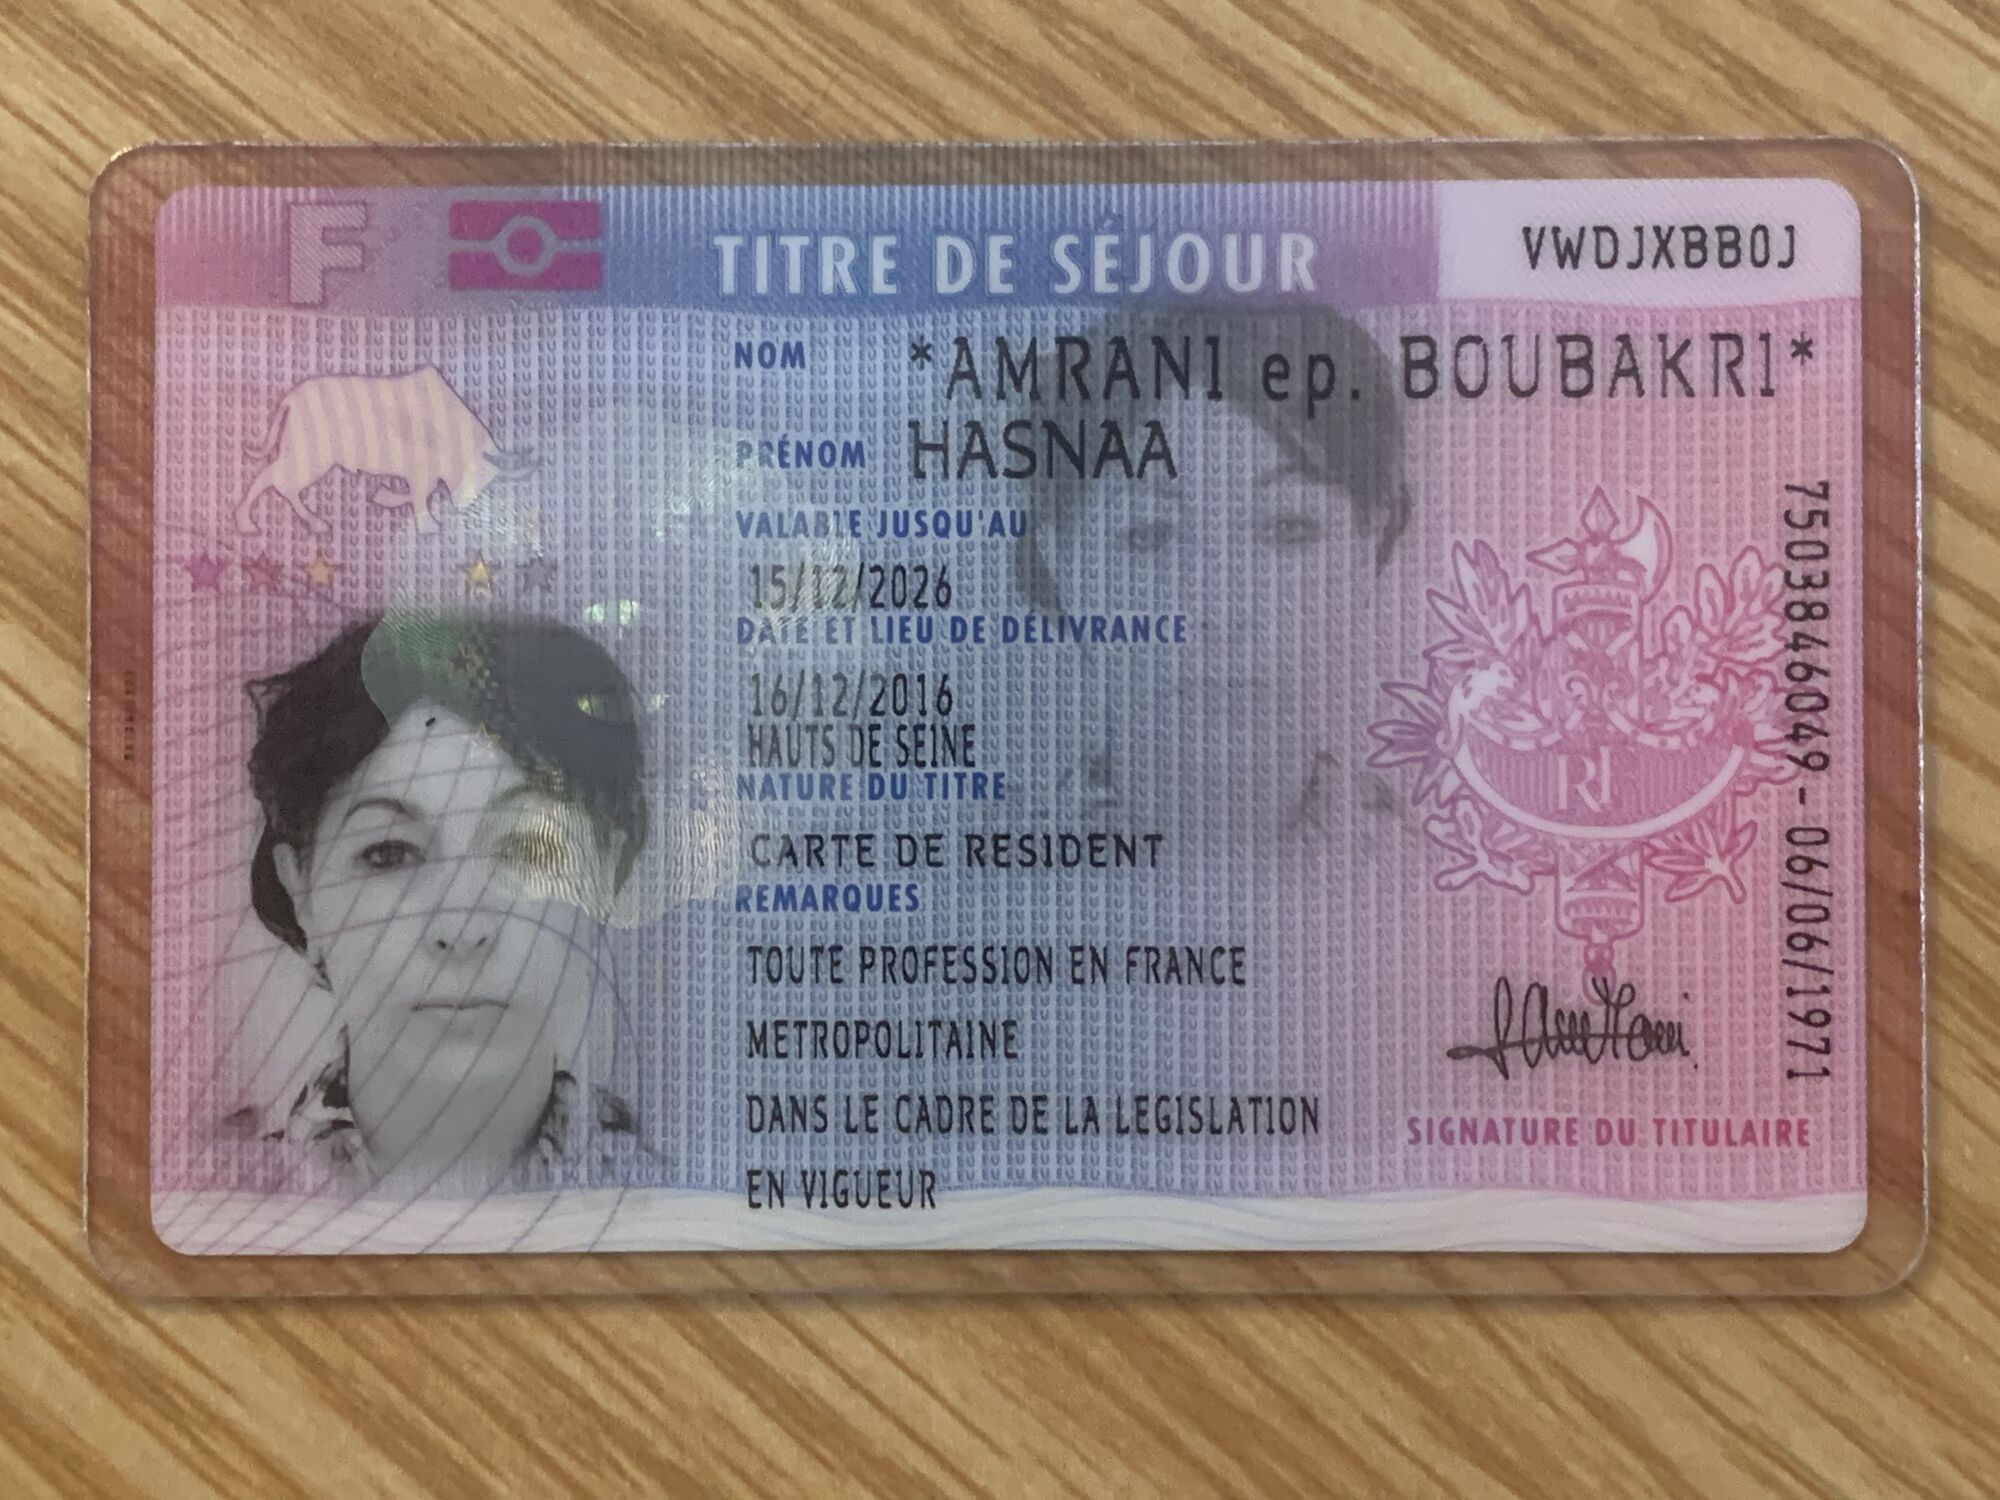 F
TITRE DE SÉJOUR
VWDJXBB0J
NOM *AMRANI ep. BOUBAKRI*
PRÉNOM HASNAA
VALABLE JUSQU'AU
15/12/2026
DATE ET LIEU DE DÉLIVRANCE
16/12/2016
HAUTS DE SEINE
NATURE DU TITRE
CARTE DE RESIDENT
REMARQUES
TOUTE PROFESSION EN FRANCE
METROPOLITAINE
DANS LE CADRE DE LA LEGISLATION
EN VIGUEUR
RF
SIGNATURE DU TITULAIRE
7503846049 - 06/06/1971